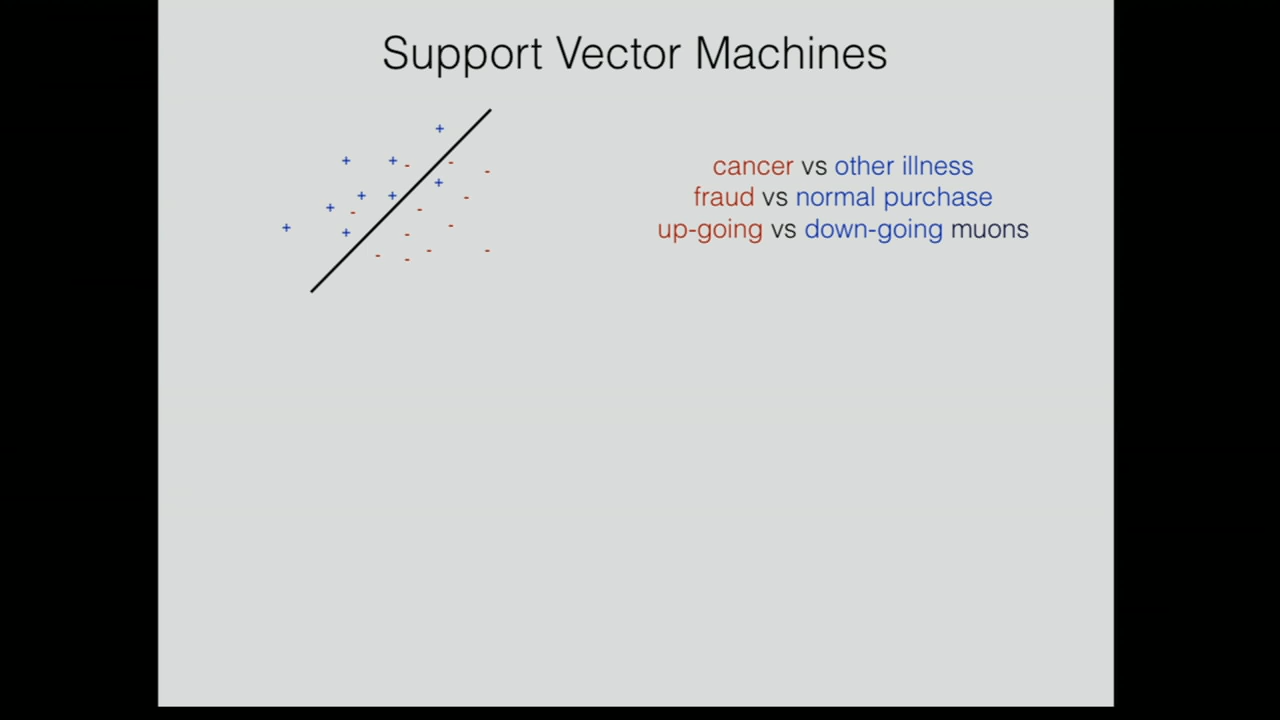 Support Vector Machines
cancer vs other illness
fraud vs normal purchase
up-going vs down-going muons